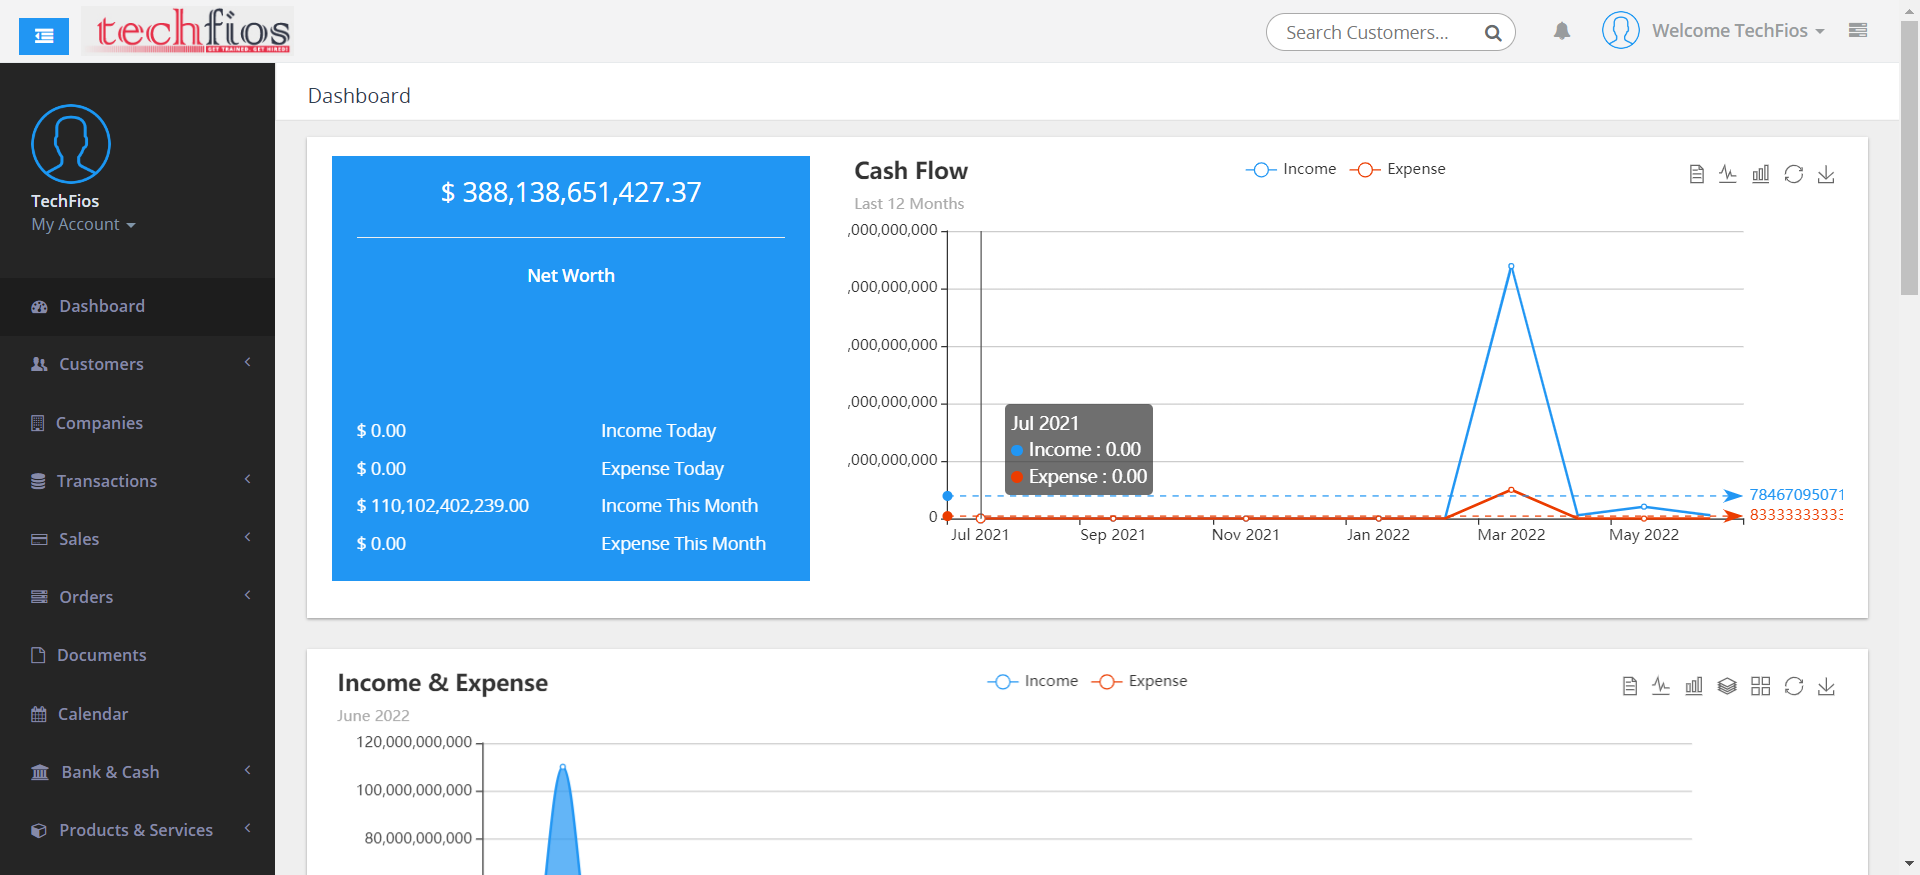 techfios
GET TRAINED. GET HIRED!
Search Customers...
Welcome TechFios
TechFios
My Account
Dashboard
Customers
Companies
Transactions
Sales
Orders
Documents
Calendar
Bank & Cash
Products & Services
Dashboard
$ 388,138,651,427.37
Net Worth
$ 0.00 Income Today
$ 0.00 Expense Today
$ 110,102,402,239.00 Income This Month
$ 0.00 Expense This Month
Cash Flow
Last 12 Months
Income Expense
,000,000,000
,000,000,000
,000,000,000
,000,000,000
,000,000,000
0
Jul 2021
Income : 0.00
Expense : 0.00
78467095071
83333333333
Jul 2021 Sep 2021 Nov 2021 Jan 2022 Mar 2022 May 2022
Income & Expense
June 2022
Income Expense
120,000,000,000
100,000,000,000
80,000,000,000